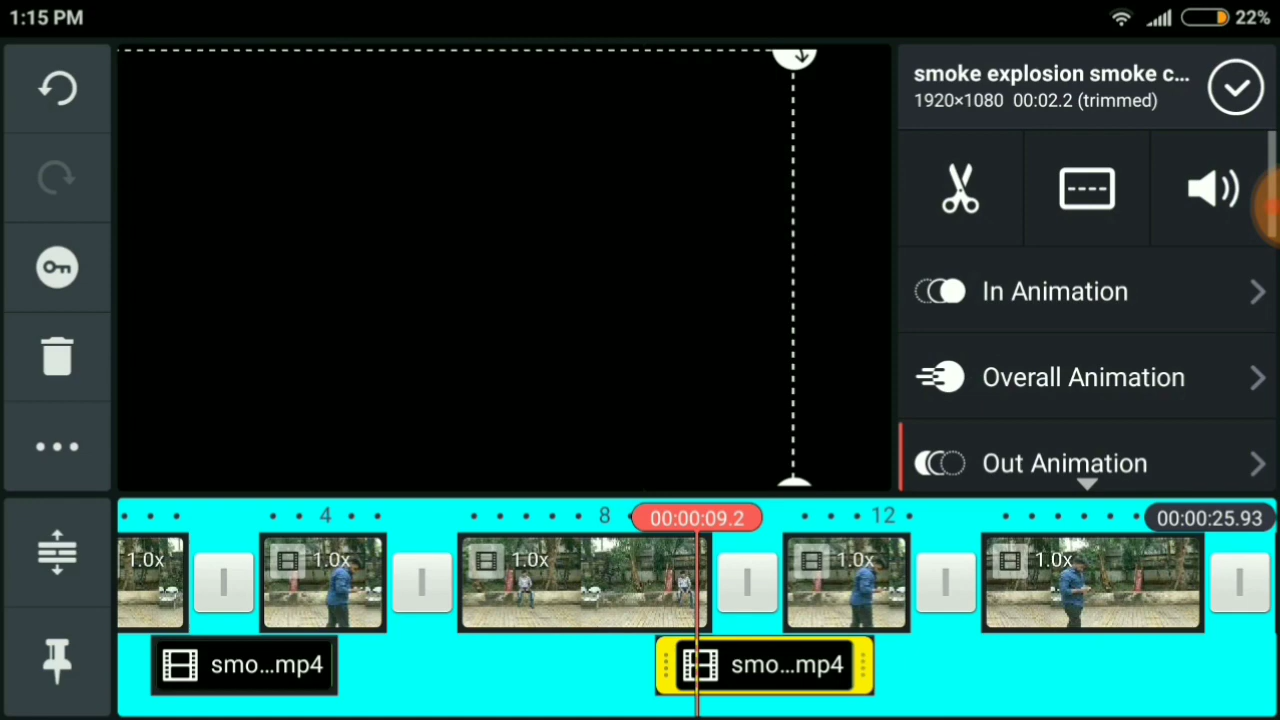 1:15 PM
22%
smoke explosion smoke c...
1920×1080 00:02.2 (trimmed)
In Animation
Overall Animation
Out Animation
4
8
00:00:09.2
12
00:00:25.93
1.0x
1.0x
1.0x
1.0x
1.0x
smo...mp4
smo...mp4